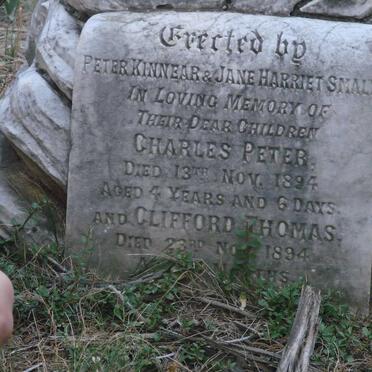 Erected by
PETER KINNEAR & JANE HARRIET SMAL
IN LOVING MEMORY OF
THEIR DEAR CHILDREN
CHARLES PETER.
DIED 13TH NOV. 1894
AGED 4 YEARS AND 6 DAYS.
AND CLIFFORD THOMAS.
DIED 23RD NOV 1894